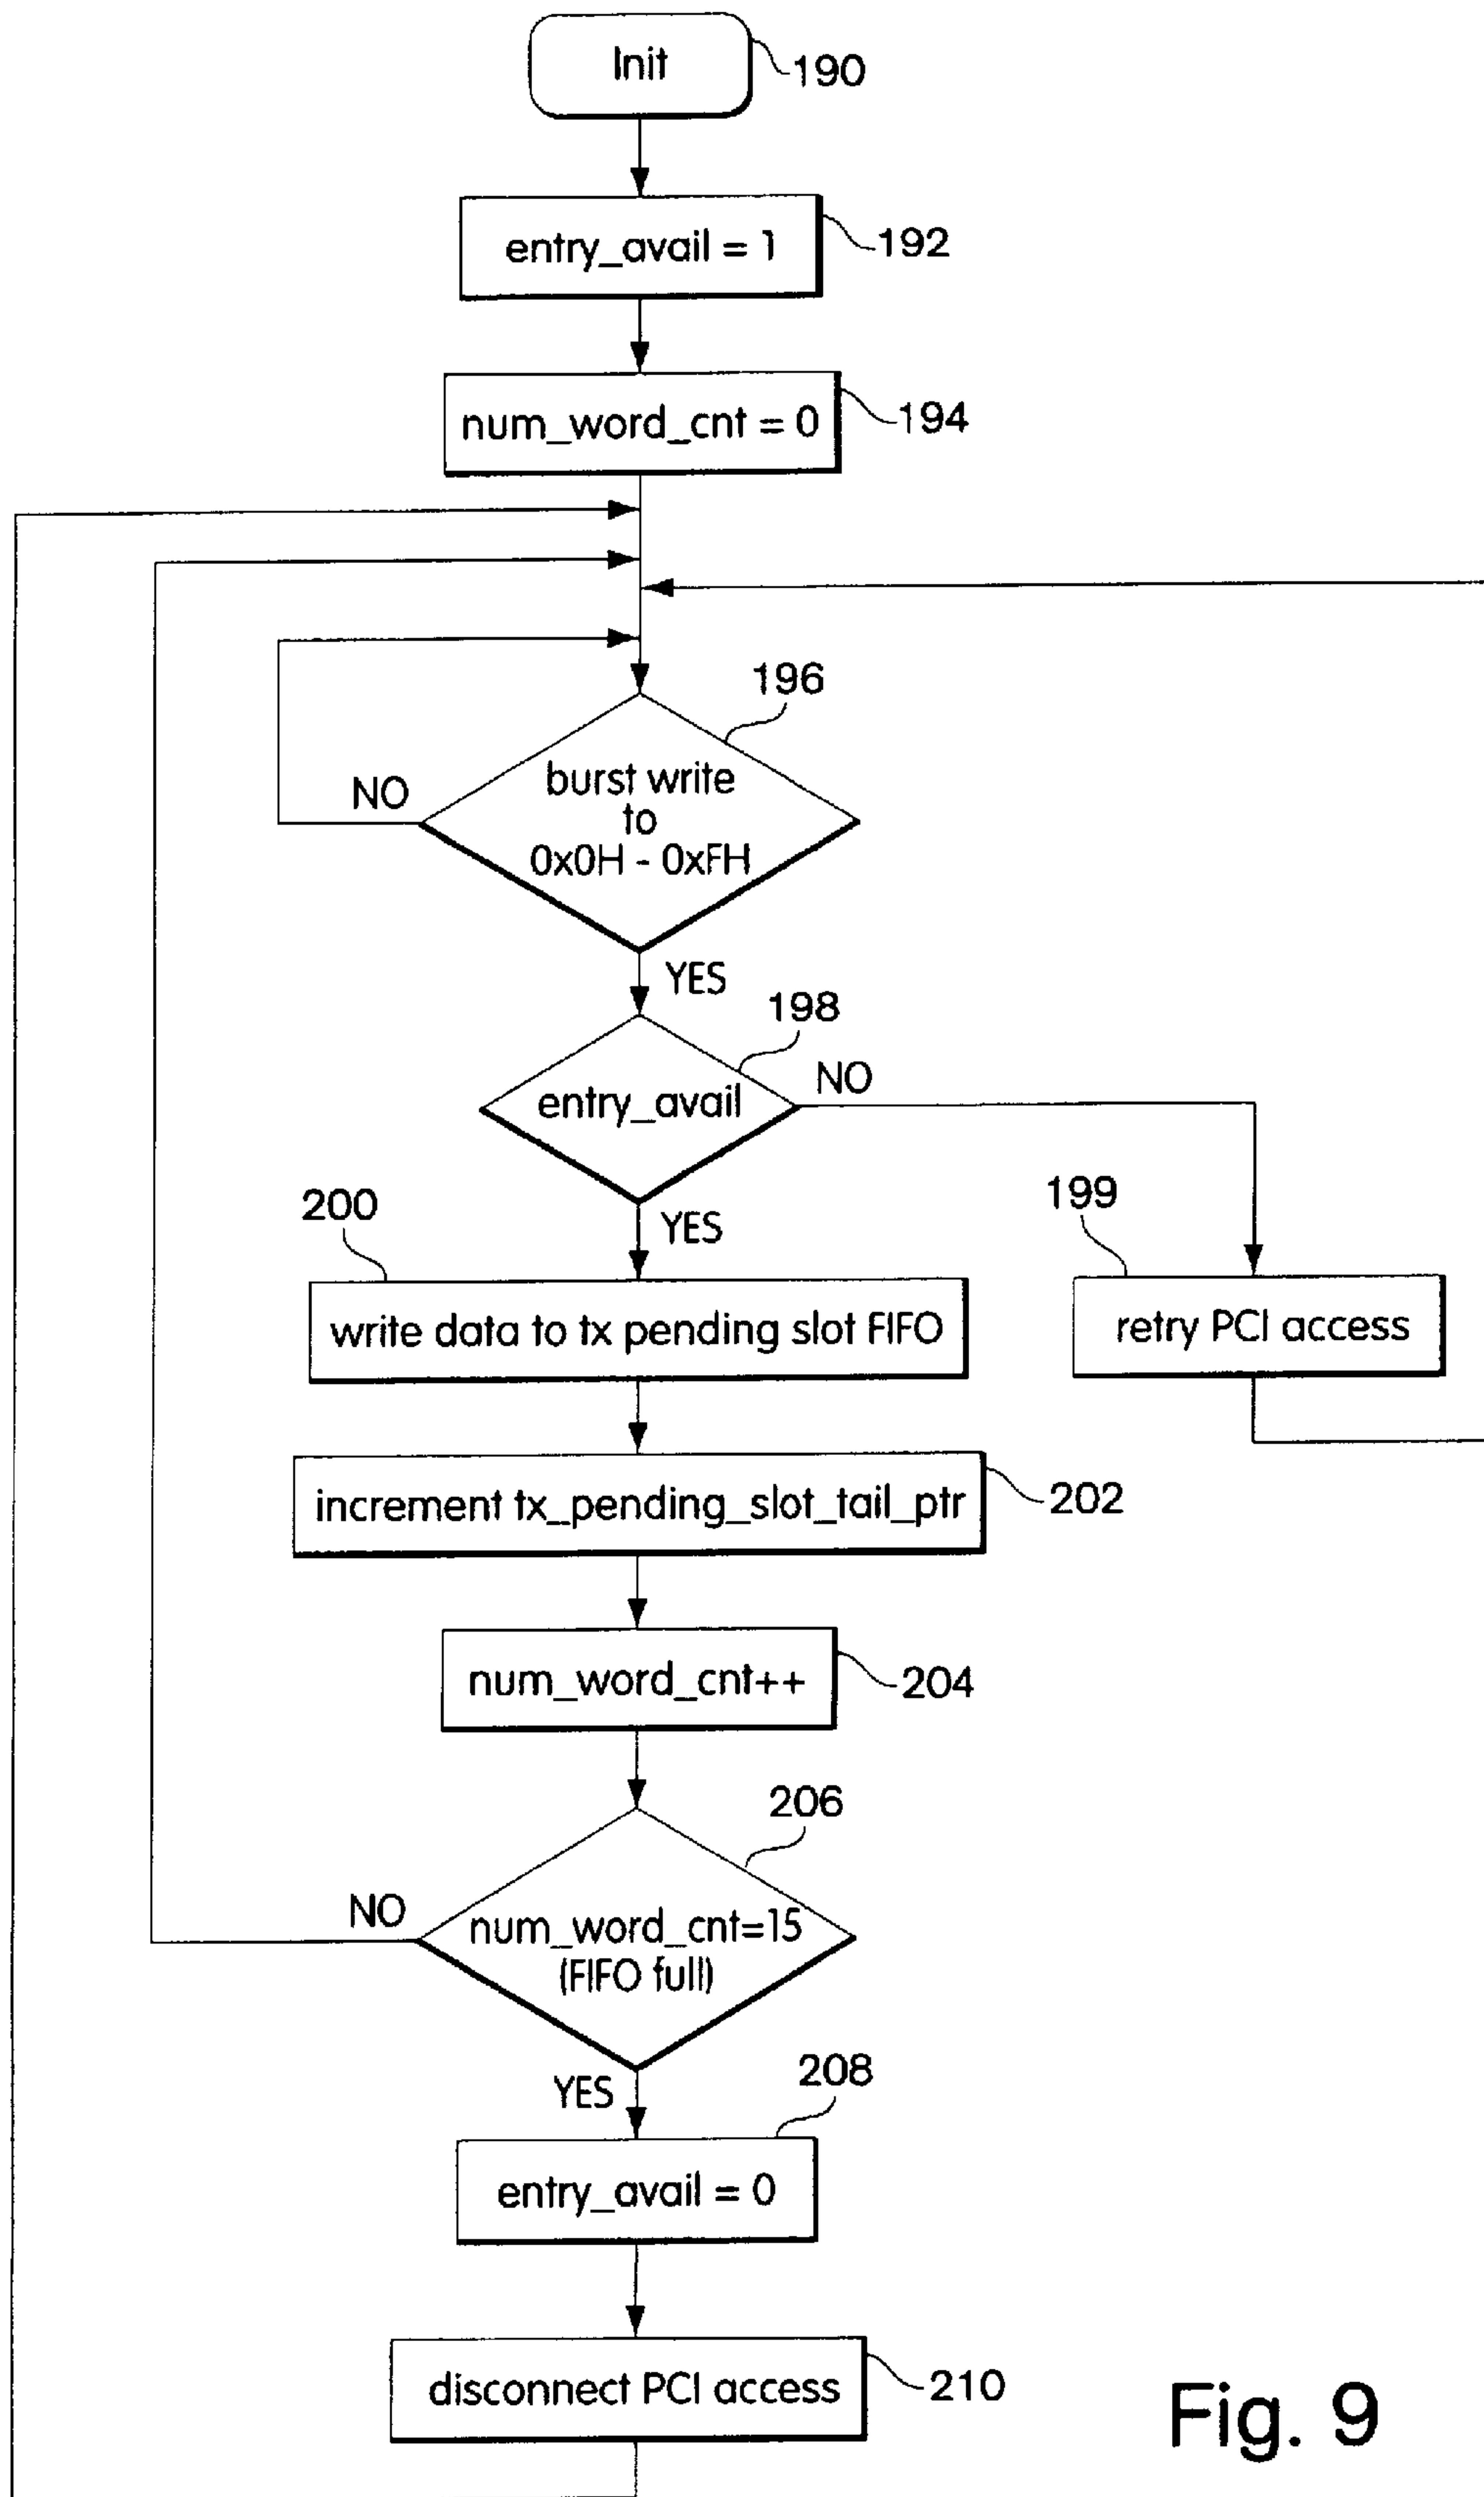 Init
190
entry_avail = 1
192
num_word_cnt = 0
194
196
burst write
to
0x0H - 0xFH
NO
YES
198
entry_avail
NO
YES
200
write data to tx pending slot FIFO
199
retry PCI access
increment tx_pending_slot_tail_ptr
202
num_word_cnt++
204
206
NO
num_word_cnt=15
(FIFO full)
YES
208
entry_avail = 0
disconnect PCI access
210
Fig. 9